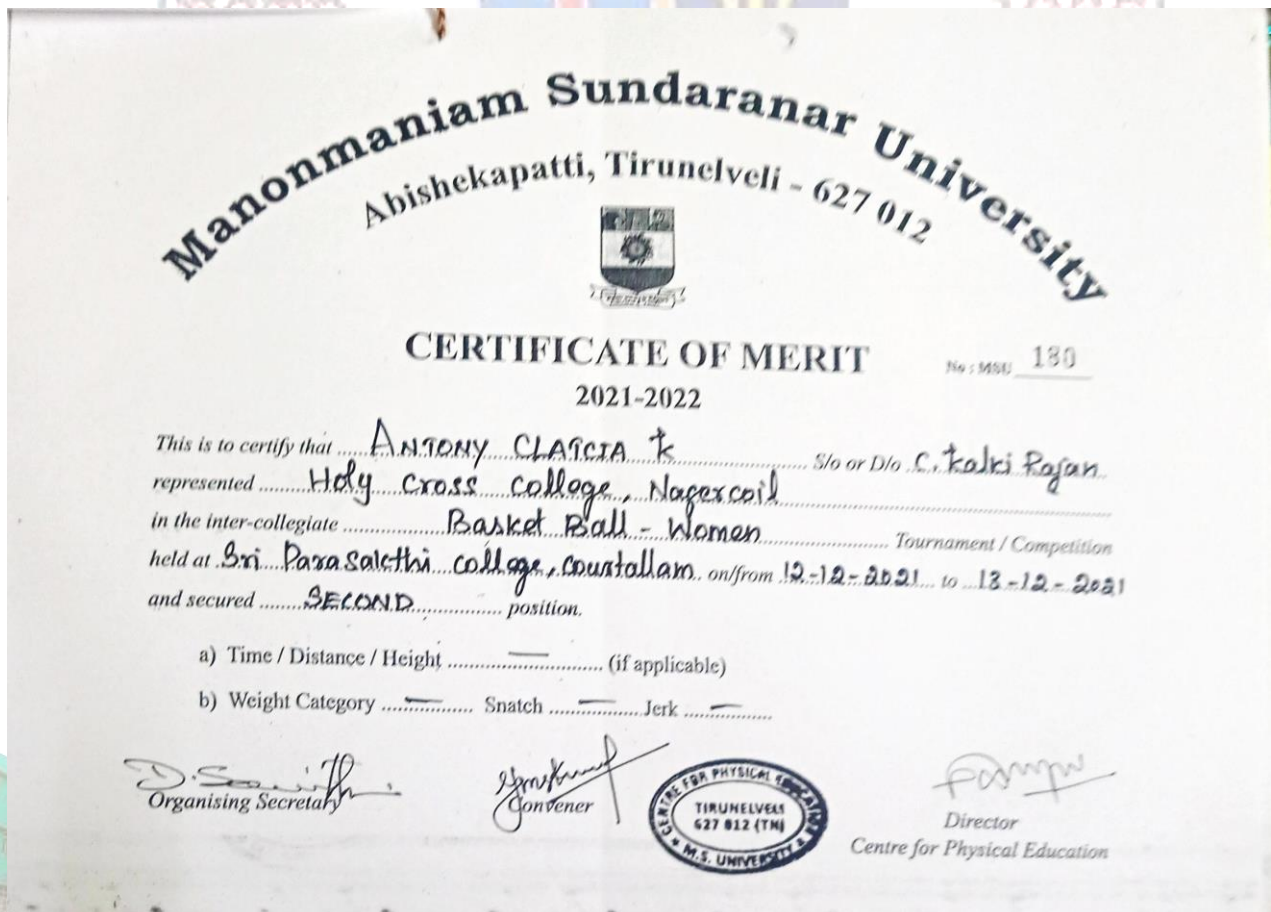 Manonmaniam Sundaranar University
Abishekapatti, Tirunelveli - 627 012
CERTIFICATE OF MERIT
No : MSU 180
2021-2022
This is to certify that ..... ANTONY CLATCIA K ..... S/o or D/o C. Kalki Rajan
represented ..... Holy Cross College, Nagercoil .....
in the inter-collegiate ..... Basket Ball - Women ..... Tournament / Competition
held at Sri Parasakthi College, Courtallam on/from 12-12-2021 to 13-12-2021
and secured ..... SECOND ..... position.
a) Time / Distance / Height ..... — ..... (if applicable)
b) Weight Category ..... — ..... Snatch ..... — ..... Jerk ..... — .....
Organising Secretary
Convener
CENTRE FOR PHYSICAL EDUCATION
TIRUNELVELI
627 012 (TN)
M.S. UNIVERSITY
Director
Centre for Physical Education